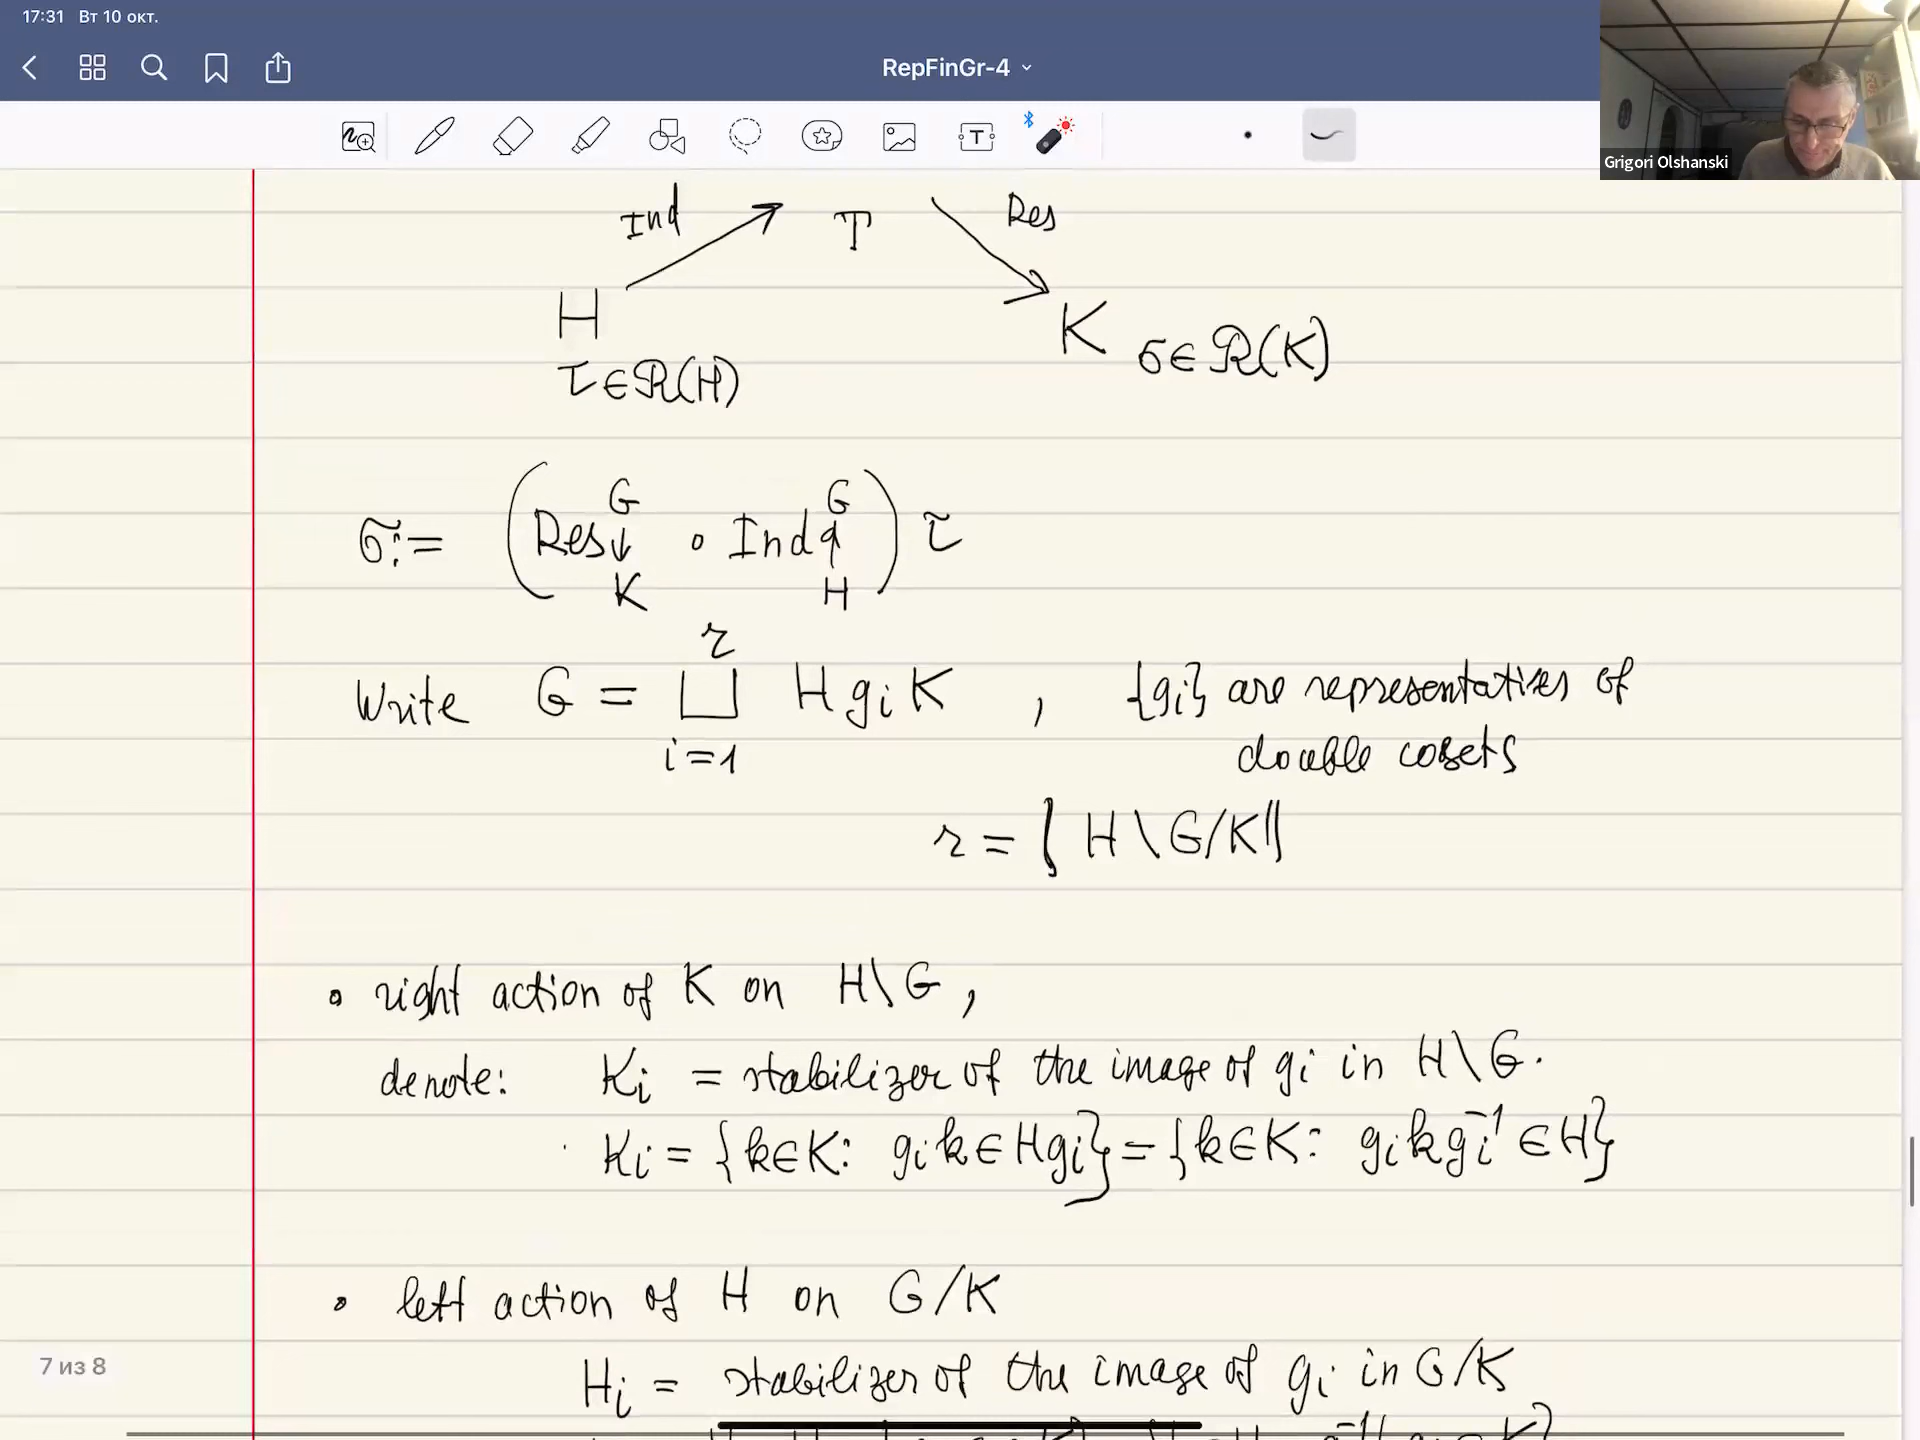 17:31 Вт 10 окт.
RepFinGr-4
Grigori Olshanski
Ind T Res
H K σ∈ℛ(K)
τ∈ℛ(H)
σ:= (Res↓^G_K ∘ Ind↑^G_H) τ
Write G = ⊔_{i=1}^{r} H g_i K , {g_i} are representatives of
double cosets
r = | H \ G/K |
• right action of K on H\G,
denote: K_i = stabilizer of the image of g_i in H\G.
K_i = {k∈K: g_i k ∈ H g_i} = {k∈K: g_i k g_i^{-1} ∈ H}
• left action of H on G/K
7 из 8
H_i = stabilizer of the image of g_i in G/K